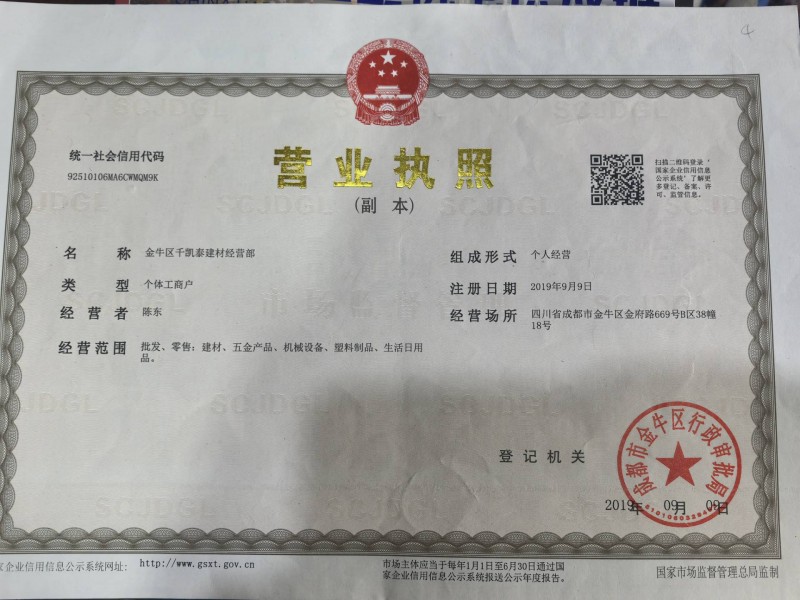 统一社会信用代码
92510106MA6CWMQM9K
营业执照
(副 本)
扫描二维码登录'
国家企业信用信息
公示系统'了解更
多登记、备案、许
可、监管信息。
名 称 金牛区千凯泰建材经营部
类 型 个体工商户
经 营 者 陈东
经营范围 批发、零售：建材、五金产品、机械设备、塑料制品、生活日用
品。
组成形式 个人经营
注册日期 2019年9月9日
经营场所 四川省成都市金牛区金府路669号B区38幢
18号
登记机关
成都市金牛区行政审批局
2019年 09月 09日
家企业信用信息公示系统网址: http://www.gsxt.gov.cn
市场主体应当于每年1月1日至6月30日通过国
家企业信用信息公示系统报送公示年度报告。
国家市场监督管理总局监制